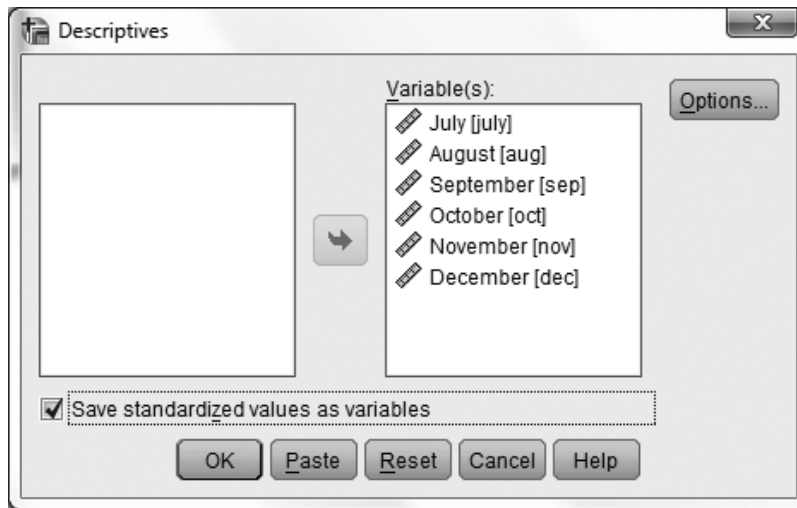 Descriptives
Variable(s):
July [july]
August [aug]
September [sep]
October [oct]
November [nov]
December [dec]
Options...
Save standardized values as variables
OK Paste Reset Cancel Help